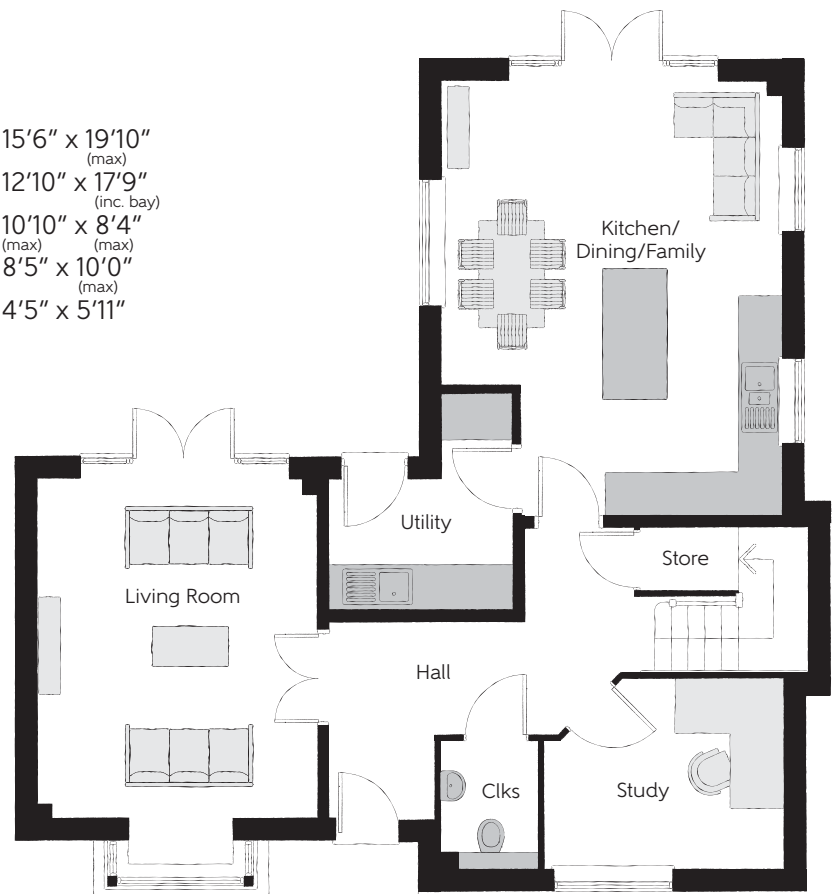 15'6" x 19'10"
(max)
12'10" x 17'9"
(inc. bay)
10'10" x 8'4"
(max) (max)
8'5" x 10'0"
(max)
4'5" x 5'11"
Kitchen/
Dining/Family
Utility
Store
Living Room
Hall
Clks
Study